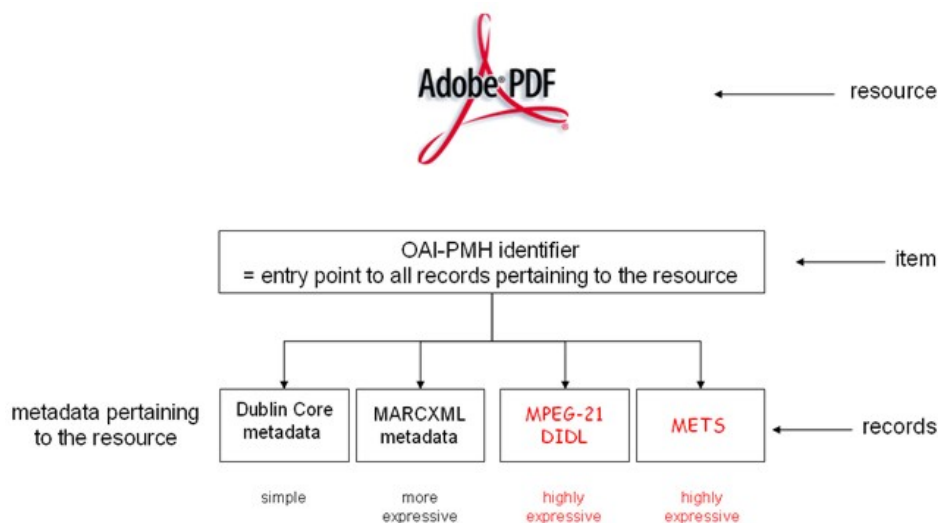 Adobe® PDF
®
resource
OAI-PMH identifier
= entry point to all records pertaining to the resource
item
metadata pertaining
to the resource
Dublin Core
metadata
MARCXML
metadata
MPEG-21
DIDL
METS
records
simple
more
expressive
highly
expressive
highly
expressive